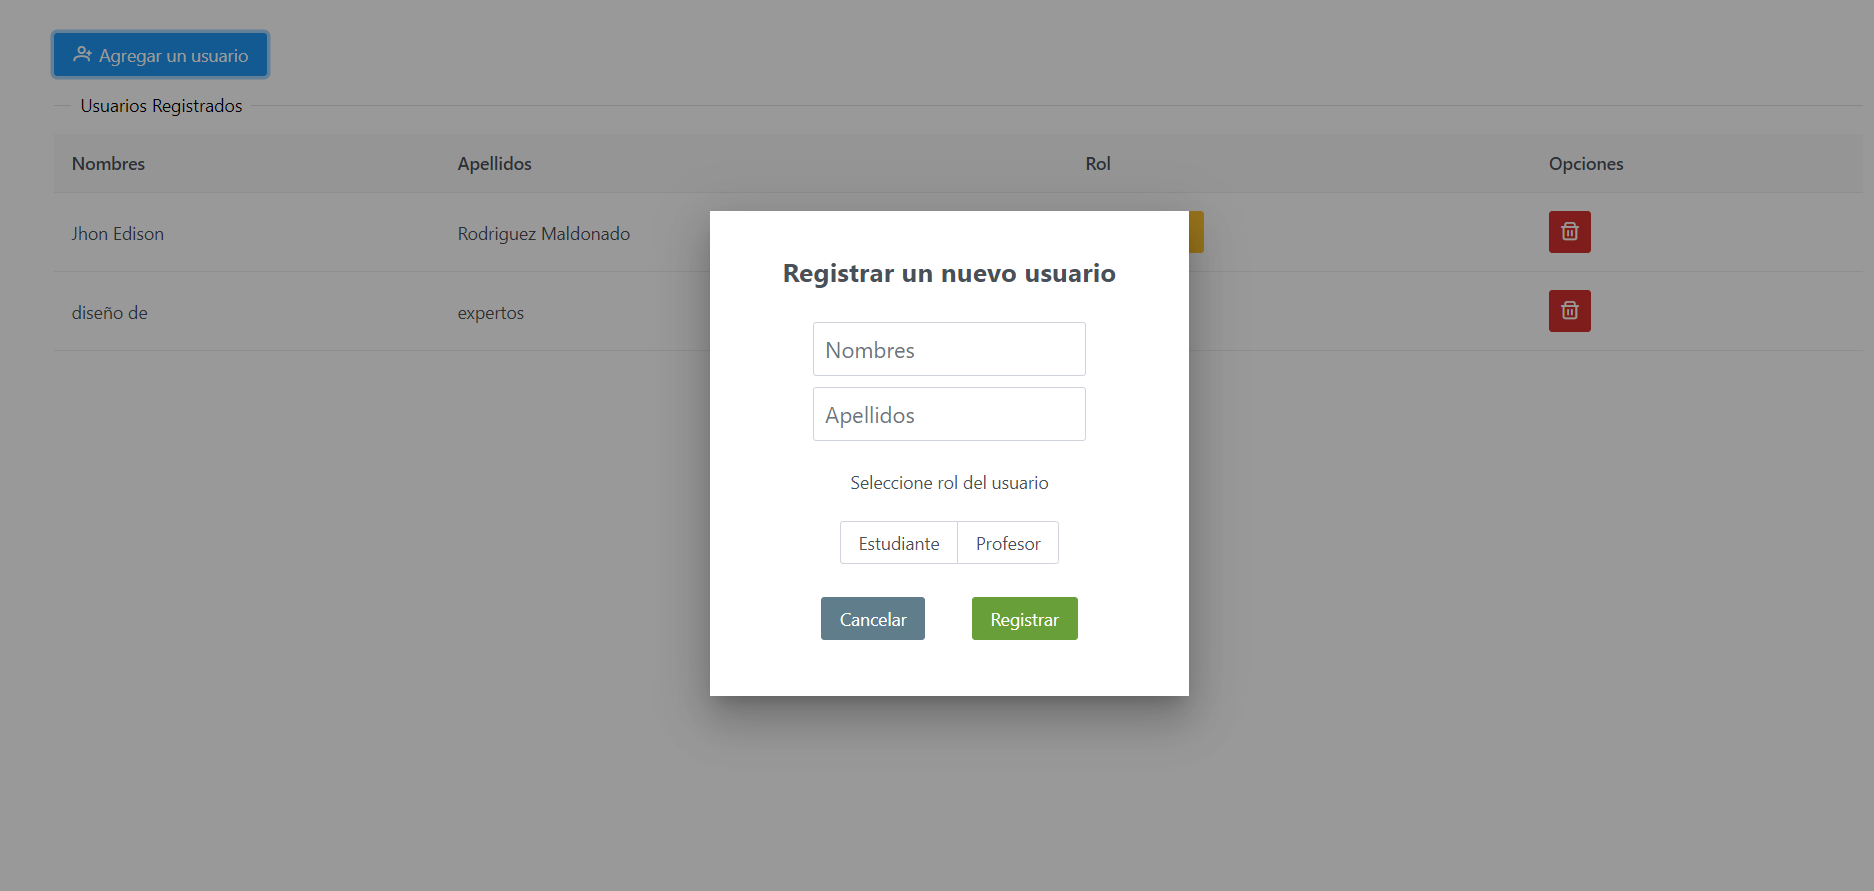 Agregar un usuario
Usuarios Registrados
Nombres Apellidos Rol Opciones
Jhon Edison Rodriguez Maldonado
diseño de expertos
Registrar un nuevo usuario
Nombres
Apellidos
Seleccione rol del usuario
Estudiante Profesor
Cancelar Registrar